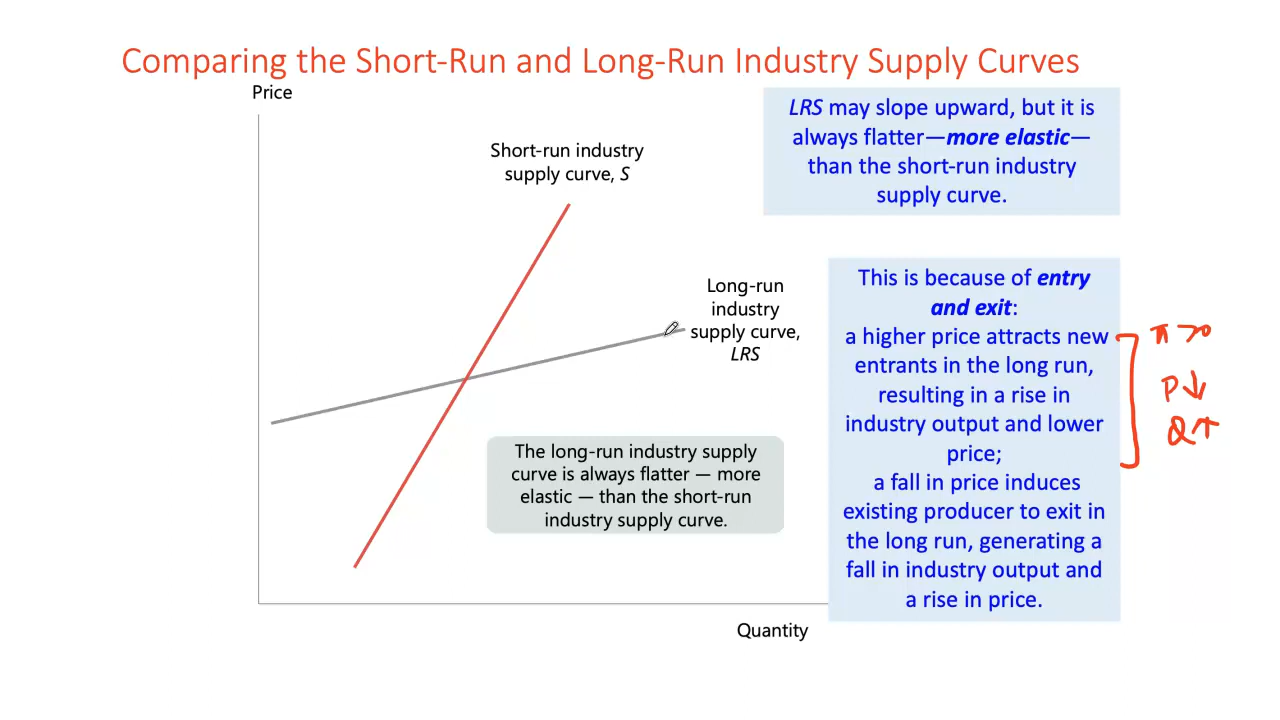 Comparing the Short-Run and Long-Run Industry Supply Curves
Price
Short-run industry
supply curve, S
LRS may slope upward, but it is
always flatter—more elastic—
than the short-run industry
supply curve.
Long-run
industry
supply curve,
LRS
This is because of entry
and exit:
a higher price attracts new
entrants in the long run,
resulting in a rise in
industry output and lower
price;
a fall in price induces
existing producer to exit in
the long run, generating a
fall in industry output and
a rise in price.
π >0
P↓
Q↑
The long-run industry supply
curve is always flatter — more
elastic — than the short-run
industry supply curve.
Quantity